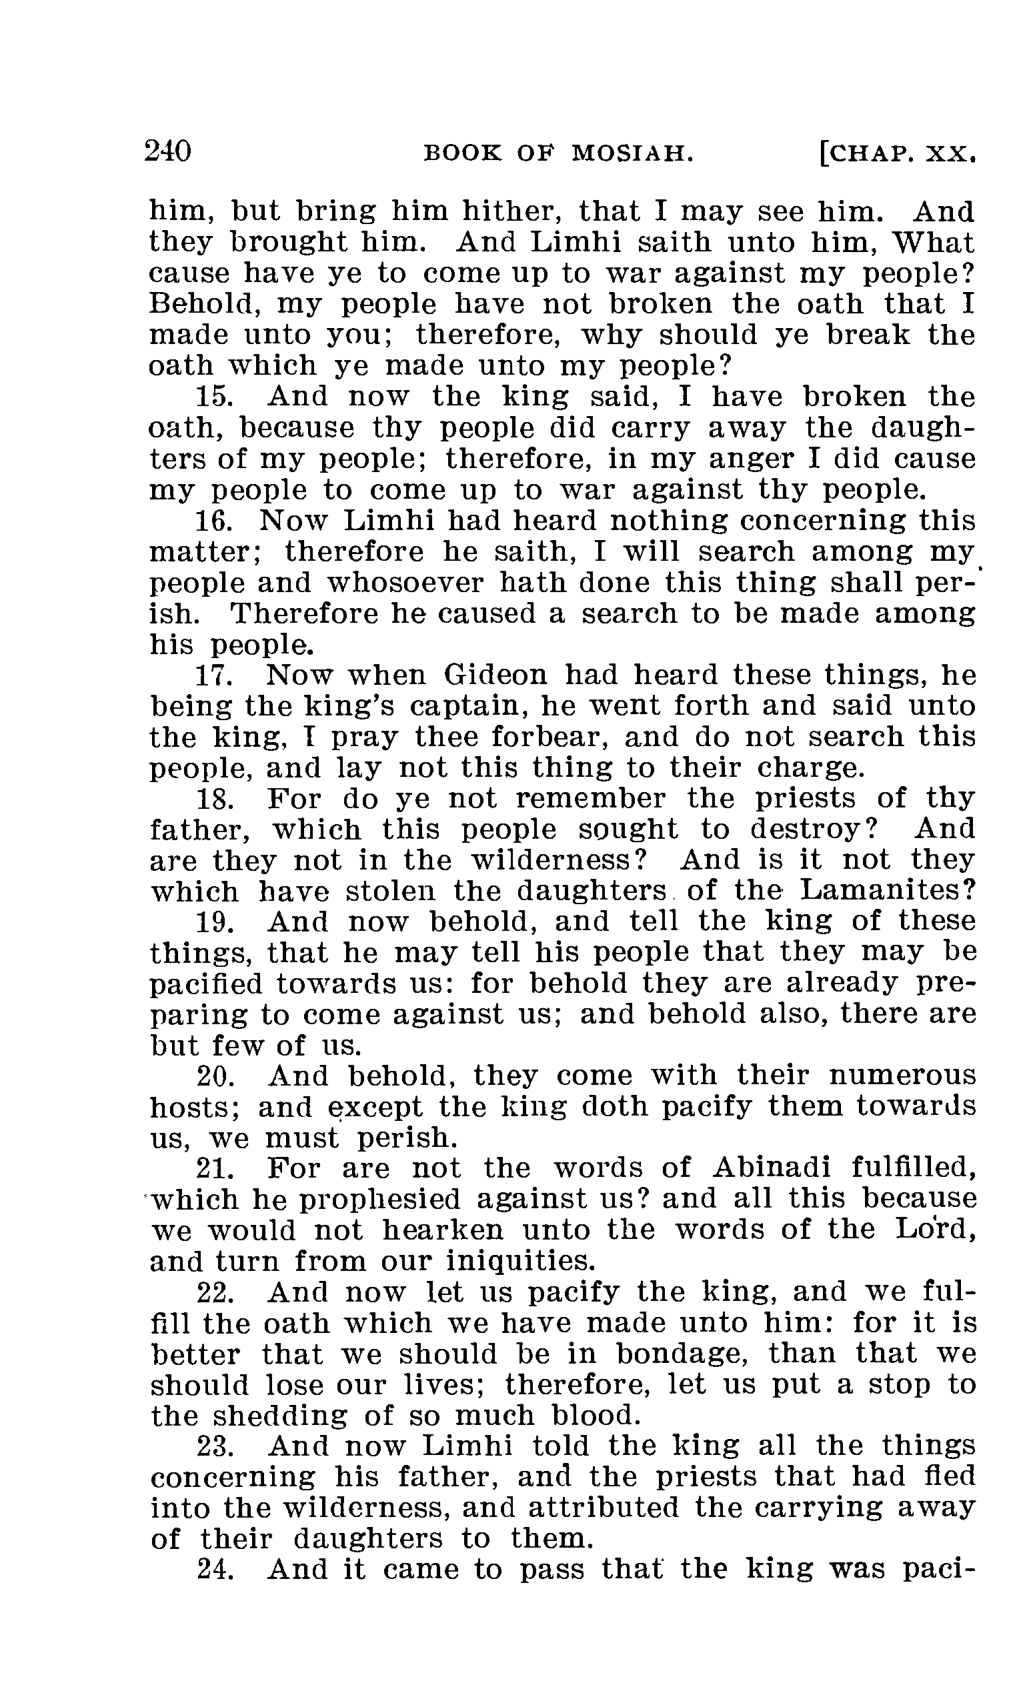 240 BOOK OF MOSIAH. [CHAP. XX.
him, but bring him hither, that I may see him. And
they brought him. And Limhi saith unto him, What
cause have ye to come up to war against my people?
Behold, my people have not broken the oath that I
made unto you; therefore, why should ye break the
oath which ye made unto my people?
15. And now the king said, I have broken the
oath, because thy people did carry away the daugh-
ters of my people; therefore, in my anger I did cause
my people to come up to war against thy people.
16. Now Limhi had heard nothing concerning this
matter; therefore he saith, I will search among my
people and whosoever hath done this thing shall per-
ish. Therefore he caused a search to be made among
his people.
17. Now when Gideon had heard these things, he
being the king's captain, he went forth and said unto
the king, I pray thee forbear, and do not search this
people, and lay not this thing to their charge.
18. For do ye not remember the priests of thy
father, which this people sought to destroy? And
are they not in the wilderness? And is it not they
which have stolen the daughters of the Lamanites?
19. And now behold, and tell the king of these
things, that he may tell his people that they may be
pacified towards us: for behold they are already pre-
paring to come against us; and behold also, there are
but few of us.
20. And behold, they come with their numerous
hosts; and except the king doth pacify them towards
us, we must perish.
21. For are not the words of Abinadi fulfilled,
which he prophesied against us? and all this because
we would not hearken unto the words of the Lord,
and turn from our iniquities.
22. And now let us pacify the king, and we ful-
fill the oath which we have made unto him: for it is
better that we should be in bondage, than that we
should lose our lives; therefore, let us put a stop to
the shedding of so much blood.
23. And now Limhi told the king all the things
concerning his father, and the priests that had fled
into the wilderness, and attributed the carrying away
of their daughters to them.
24. And it came to pass that the king was paci-